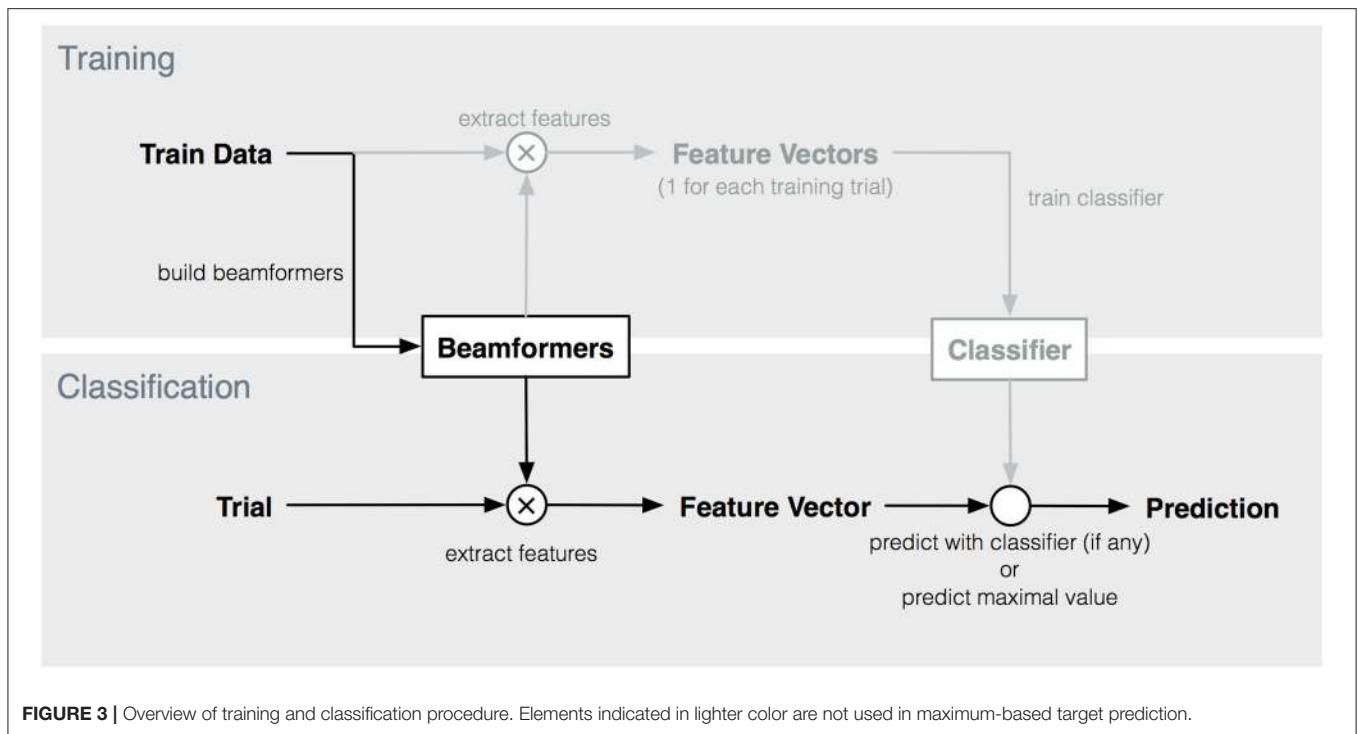 Training
extract features
Train Data
Feature Vectors
(1 for each training trial)
train classifier
build beamformers
Beamformers
Classifier
Classification
Trial
Feature Vector
Prediction
extract features
predict with classifier (if any)
or
predict maximal value
FIGURE 3 | Overview of training and classification procedure. Elements indicated in lighter color are not used in maximum-based target prediction.